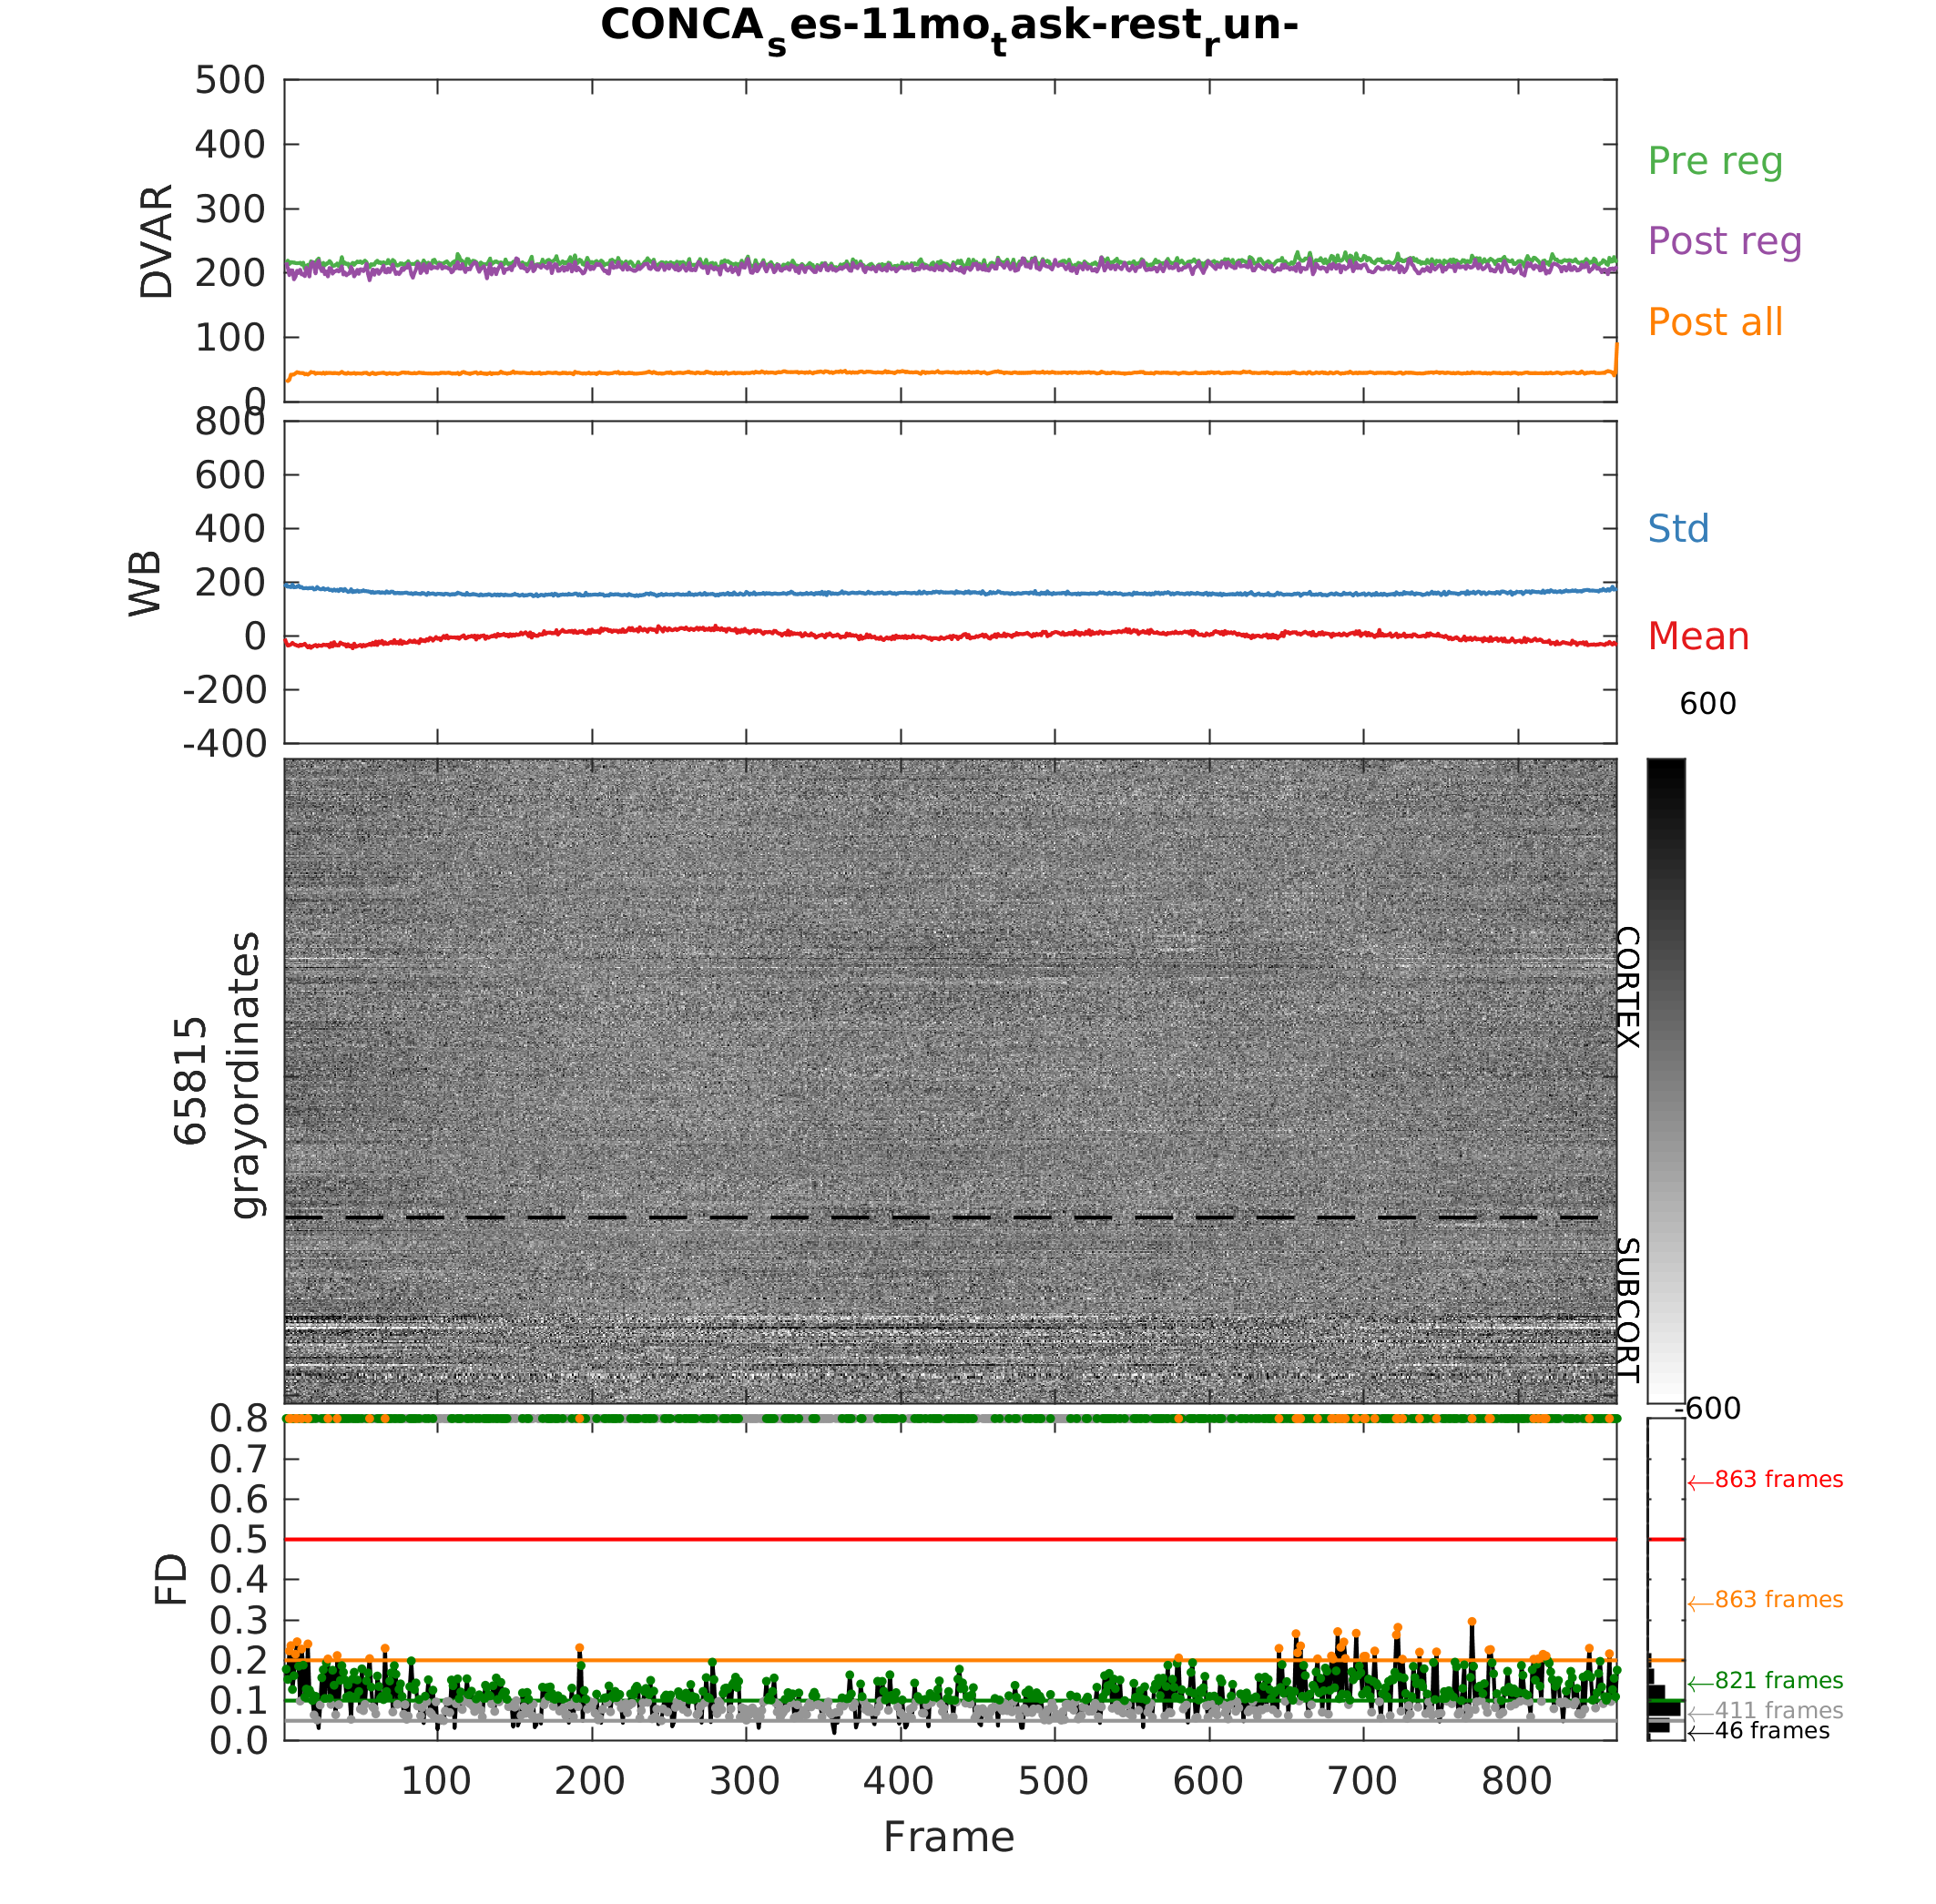 CONCAses-11motask-restrun-
500
400
300
200
100
0
DVAR
Pre reg
Post reg
Post all
800
600
400
200
0
-200
-400
WB
Std
Mean
600
65815
grayordinates
CORTEX
SUBCORT
-600
0.8
0.7
0.6
0.5
0.4
0.3
0.2
0.1
0.0
FD
←863 frames
←863 frames
←821 frames
←411 frames
←46 frames
100 200 300 400 500 600 700 800
Frame